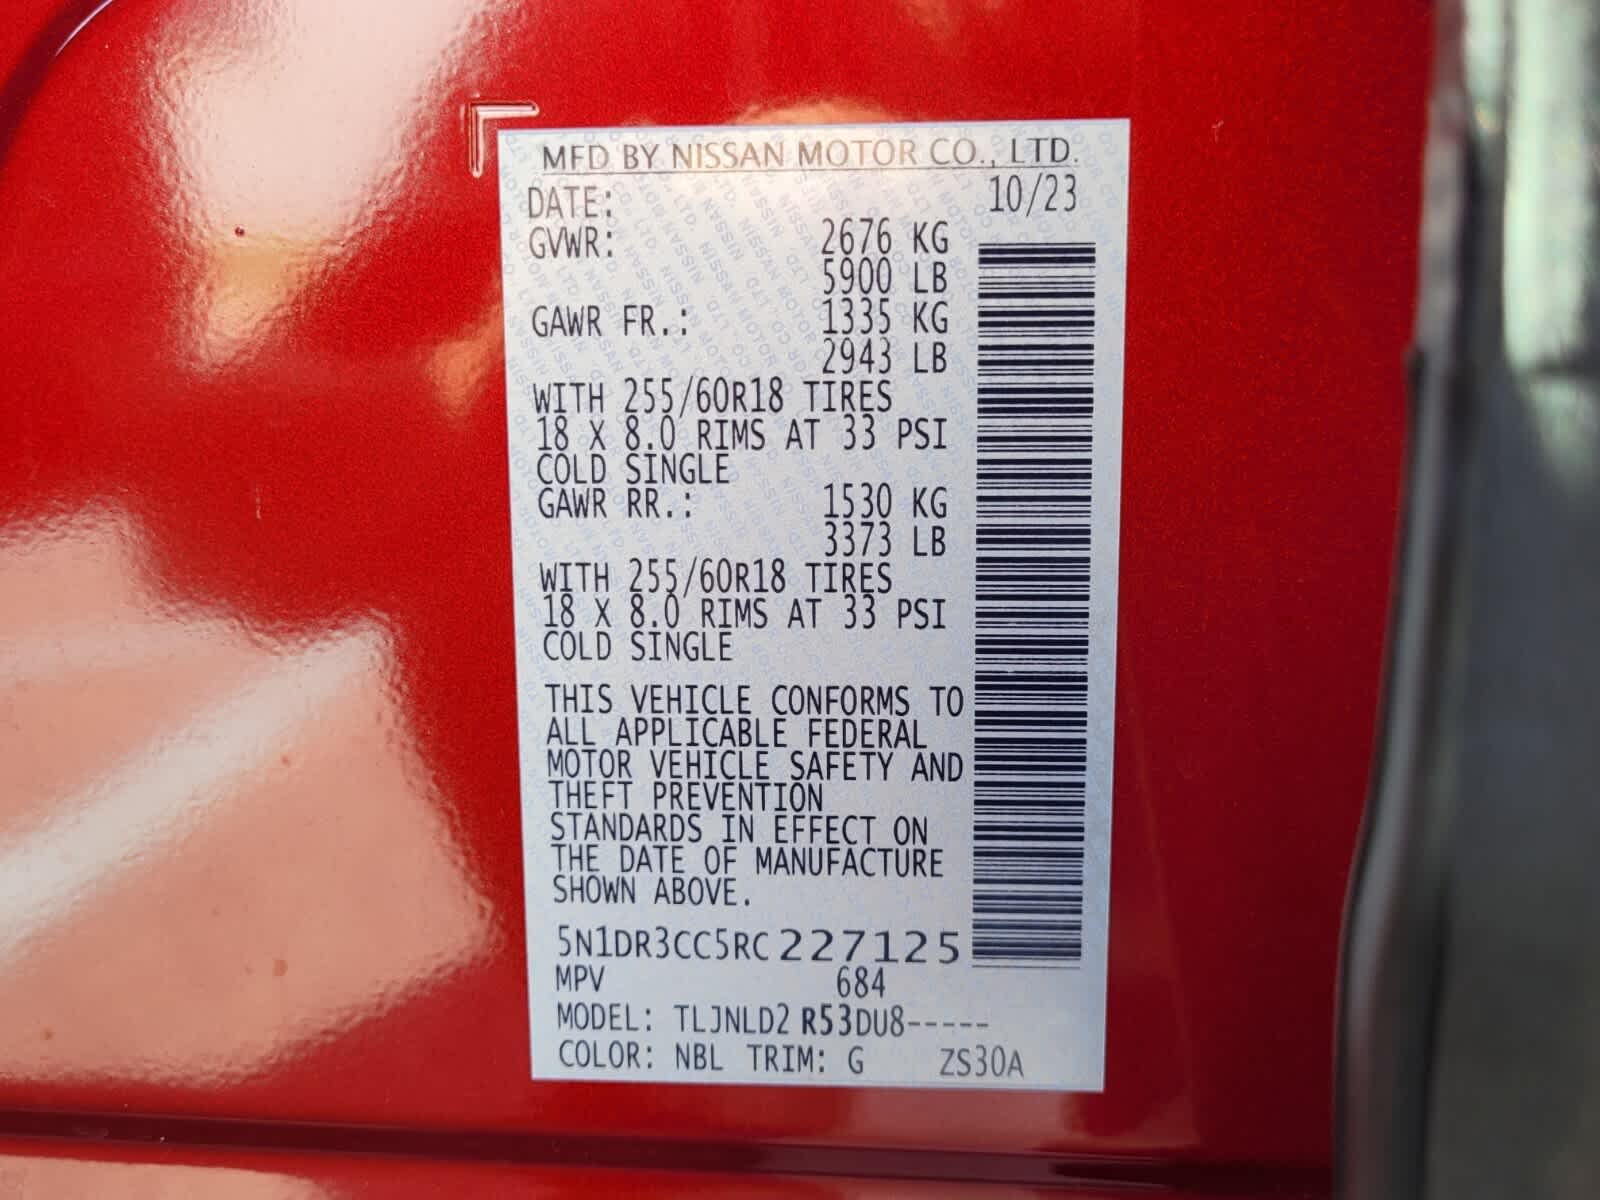 MFD BY NISSAN MOTOR CO., LTD.
DATE: 10/23
GVWR: 2676 KG
5900 LB
GAWR FR.: 1335 KG
2943 LB
WITH 255/60R18 TIRES
18 X 8.0 RIMS AT 33 PSI
COLD SINGLE
GAWR RR.: 1530 KG
3373 LB
WITH 255/60R18 TIRES
18 X 8.0 RIMS AT 33 PSI
COLD SINGLE
THIS VEHICLE CONFORMS TO
ALL APPLICABLE FEDERAL
MOTOR VEHICLE SAFETY AND
THEFT PREVENTION
STANDARDS IN EFFECT ON
THE DATE OF MANUFACTURE
SHOWN ABOVE.
5N1DR3CC5RC227125
MPV 684
MODEL: TLJNLD2 R53DU8-----
COLOR: NBL TRIM: G ZS30A